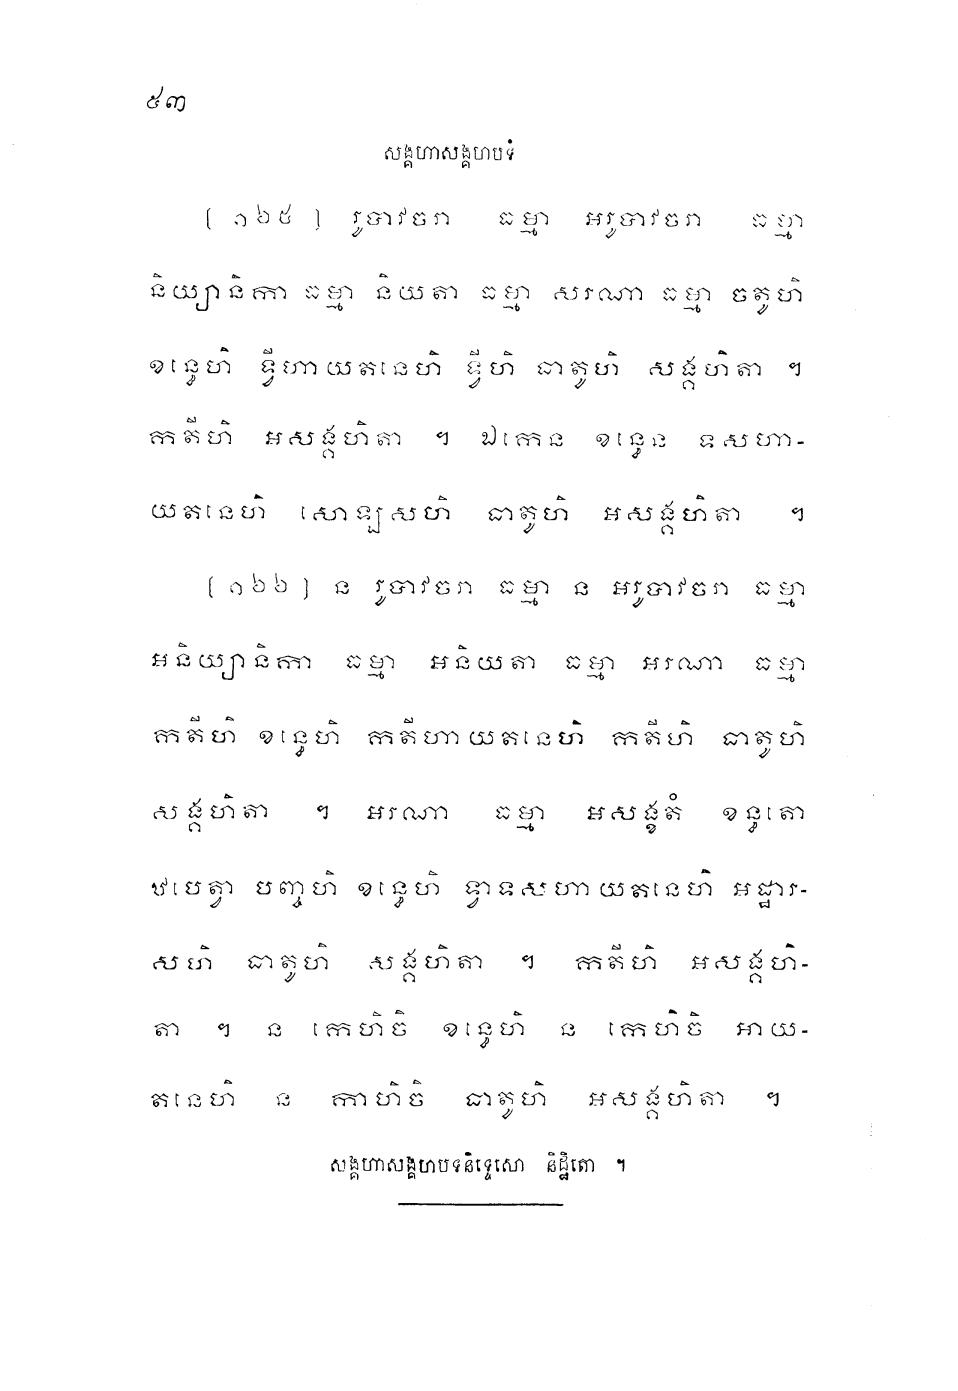 ៥៣
សង្គហាសង្គហបទំ
[ ១៦៥ ] រូបាវចរា ធម្មា អរូបាវចរា ធម្មា
និយ្យានិកា ធម្មា និយតា ធម្មា សរណា ធម្មា ចតូហិ
ខន្ធេហិ ទ្វីហាយតនេហិ ទ្វីហិ ធាតូហិ សង្គហិតា ។
កតីហិ អសង្គហិតា ។ ឯកេន ខន្ធេន ទសហា-
យតនេហិ សោឡសហិ ធាតូហិ អសង្គហិតា ។
[ ១៦៦ ] ន រូបាវចរា ធម្មា ន អរូបាវចរា ធម្មា
អនិយ្យានិកា ធម្មា អនិយតា ធម្មា អរណា ធម្មា
កតីហិ ខន្ធេហិ កតីហាយតនេហិ កតីហិ ធាតូហិ
សង្គហិតា ។ អរណា ធម្មា អសង្ខតំ ខន្ធតោ
ឋបេត្វា បញ្ចហិ ខន្ធេហិ ទ្វាទសហាយតនេហិ អដ្ឋារ-
សហិ ធាតូហិ សង្គហិតា ។ កតីហិ អសង្គហិ-
តា ។ ន កេហិចិ ខន្ធេហិ ន កេហិចិ អាយ-
តនេហិ ន កាហិចិ ធាតូហិ អសង្គហិតា ។
សង្គហាសង្គហបទនិទ្ទេសោ និដ្ឋិតោ ។